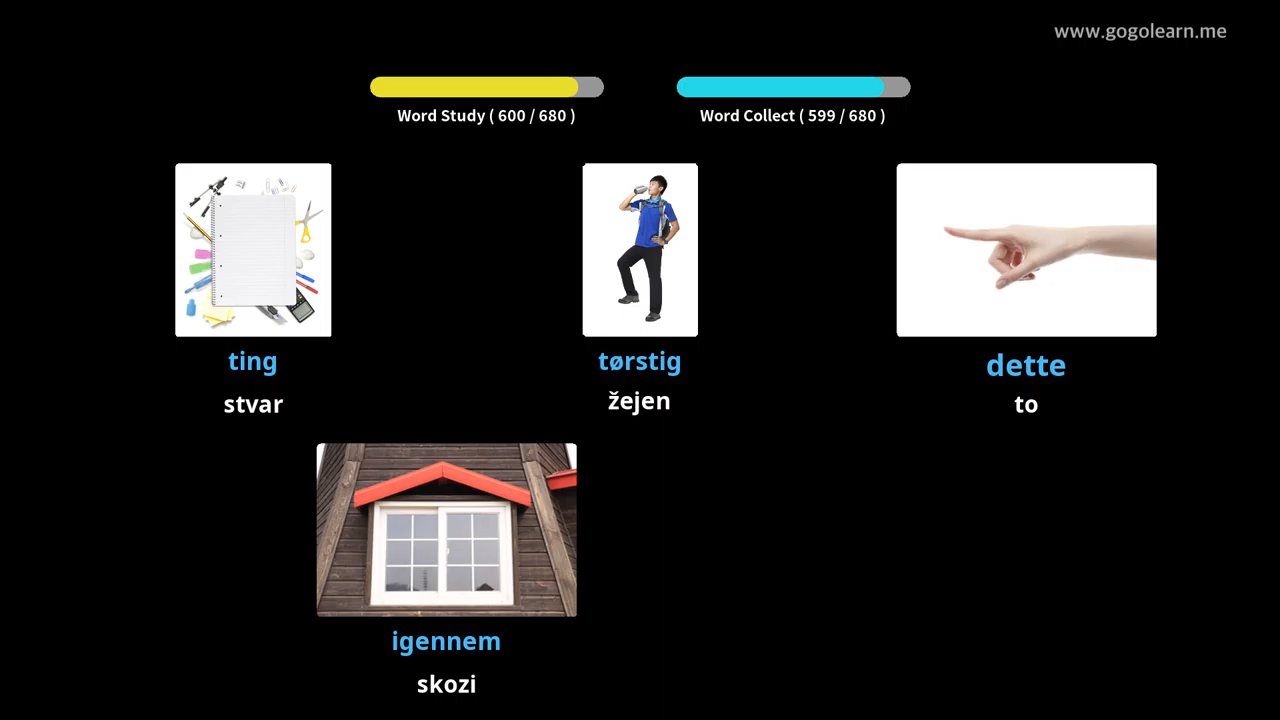 www.gogolearn.me
Word Study ( 600 / 680 )
Word Collect ( 599 / 680 )
ting
stvar
tørstig
žejen
dette
to
igennem
skozi